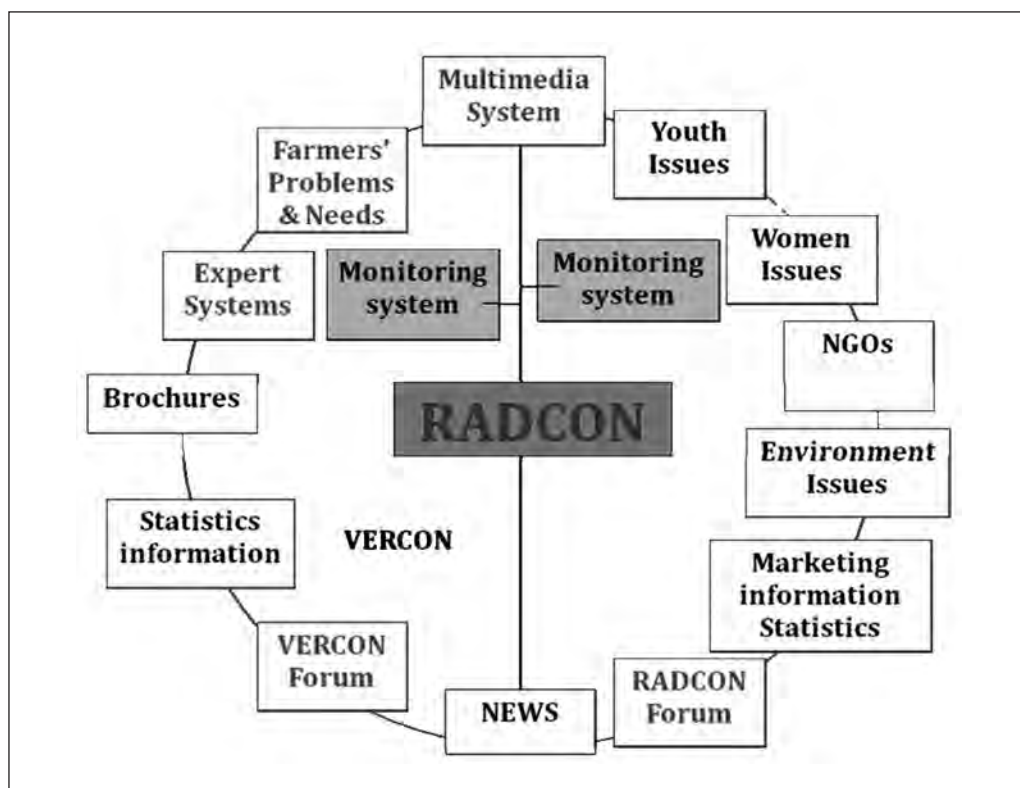 Multimedia
System
Youth
Issues
Farmers'
Problems
& Needs
Women
Issues
Monitoring
system
Monitoring
system
Expert
Systems
NGOs
Brochures
RADCON
Environment
Issues
Statistics
information
VERCON
Marketing
information
Statistics
VERCON
Forum
RADCON
Forum
NEWS